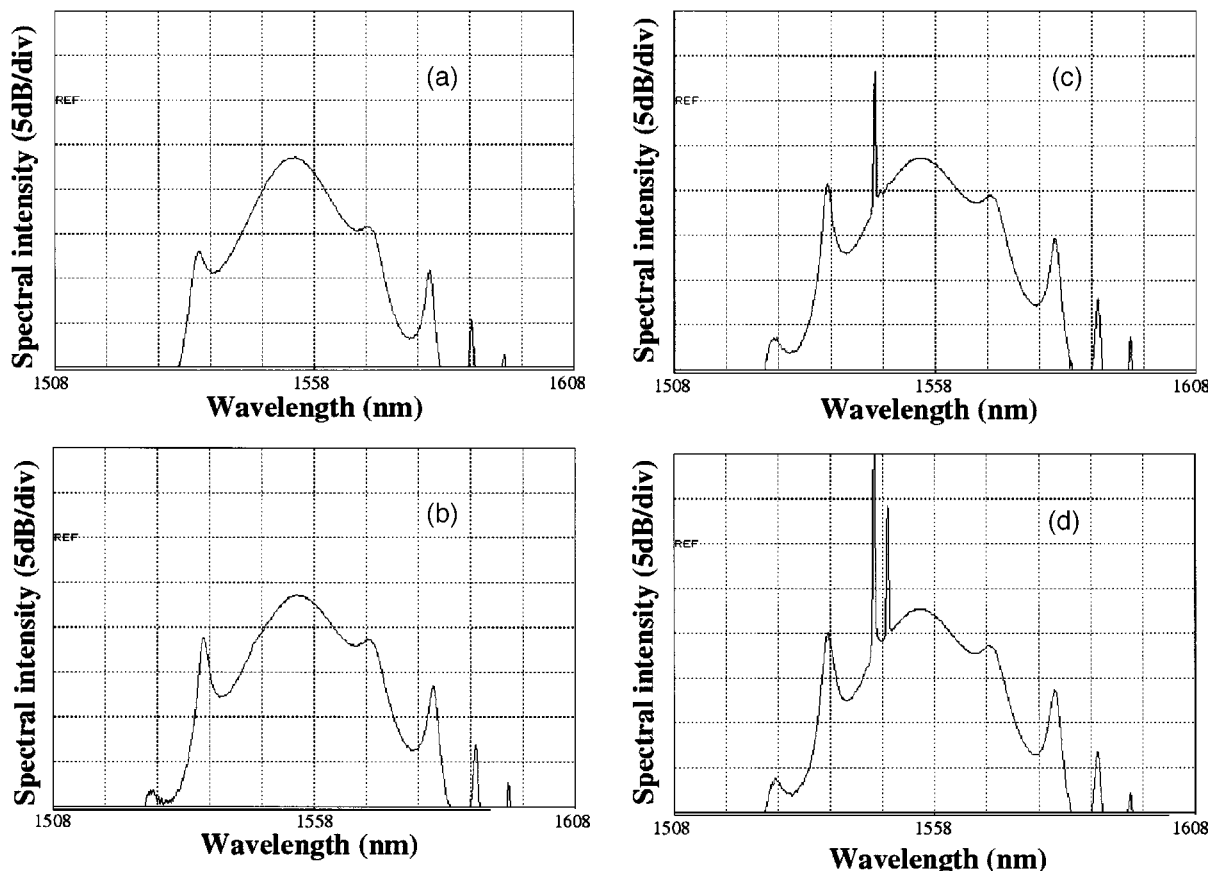 Spectral intensity (5dB/div)
REF
(a)
1508
1558
1608
Wavelength (nm)
Spectral intensity (5dB/div)
REF
(c)
1508
1558
1608
Wavelength (nm)
Spectral intensity (5dB/div)
REF
(b)
1508
1558
1608
Wavelength (nm)
Spectral intensity (5dB/div)
REF
(d)
1508
1558
1608
Wavelength (nm)